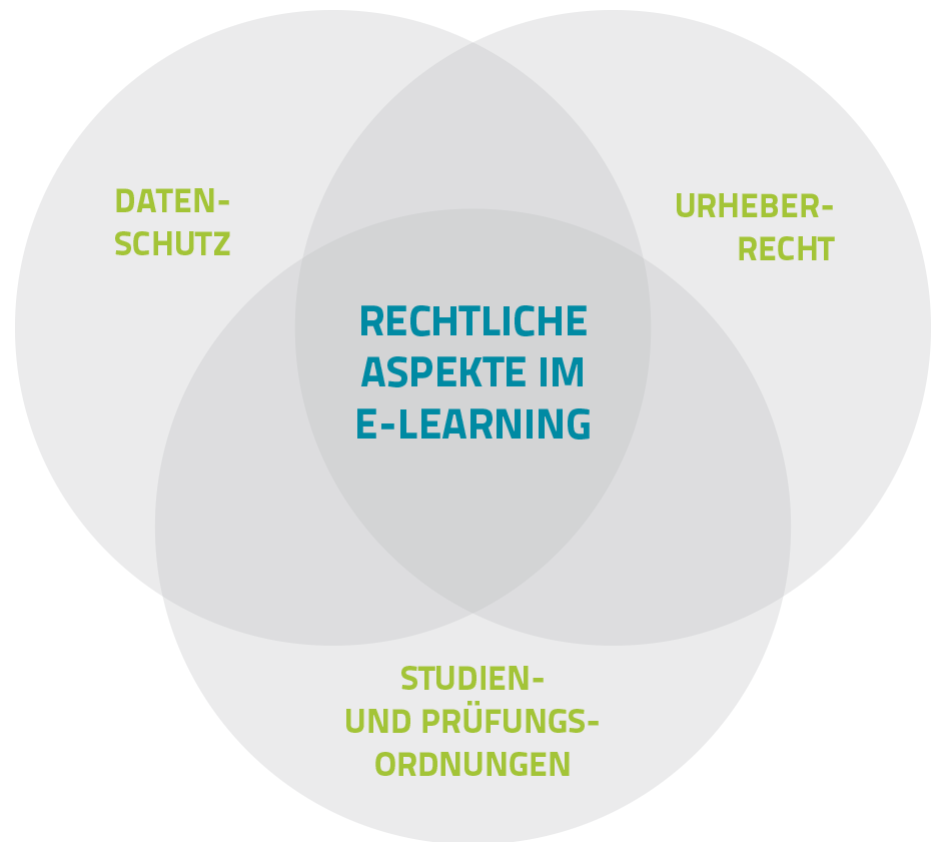 DATEN-
SCHUTZ
URHEBER-
RECHT
RECHTLICHE
ASPEKTE IM
E-LEARNING
STUDIEN-
UND PRÜFUNGS-
ORDNUNGEN